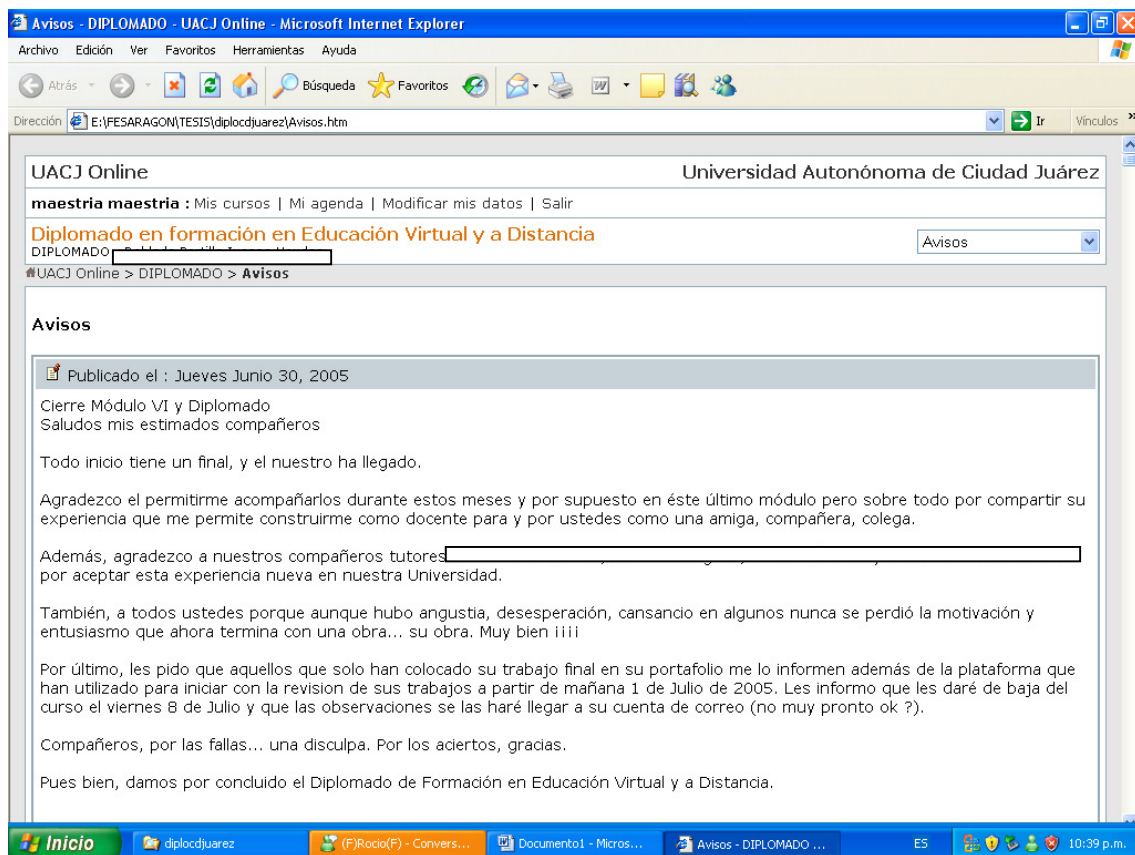 Avisos - DIPLOMADO - UACJ Online - Microsoft Internet Explorer
Archivo Edición Ver Favoritos Herramientas Ayuda
Atrás Búsqueda Favoritos
Dirección E:\FESARAGON\TESIS\diplocdjuarez\Avisos.htm Ir Vínculos »
UACJ Online Universidad Autonónoma de Ciudad Juárez
maestria maestria : Mis cursos | Mi agenda | Modificar mis datos | Salir
Diplomado en formación en Educación Virtual y a Distancia
DIPLOMADO
Avisos
UACJ Online > DIPLOMADO > Avisos
Avisos
Publicado el : Jueves Junio 30, 2005
Cierre Módulo VI y Diplomado
Saludos mis estimados compañeros
Todo inicio tiene un final, y el nuestro ha llegado.
Agradezco el permitirme acompañarlos durante estos meses y por supuesto en éste último módulo pero sobre todo por compartir su
experiencia que me permite construirme como docente para y por ustedes como una amiga, compañera, colega.
Además, agradezco a nuestros compañeros tutores
por aceptar esta experiencia nueva en nuestra Universidad.
También, a todos ustedes porque aunque hubo angustia, desesperación, cansancio en algunos nunca se perdió la motivación y
entusiasmo que ahora termina con una obra... su obra. Muy bien ¡¡¡¡
Por último, les pido que aquellos que solo han colocado su trabajo final en su portafolio me lo informen además de la plataforma que
han utilizado para iniciar con la revision de sus trabajos a partir de mañana 1 de Julio de 2005. Les informo que les daré de baja del
curso el viernes 8 de Julio y que las observaciones se las haré llegar a su cuenta de correo (no muy pronto ok ?).
Compañeros, por las fallas... una disculpa. Por los aciertos, gracias.
Pues bien, damos por concluido el Diplomado de Formación en Educación Virtual y a Distancia.
Inicio diplocdjuarez (F)Rocio(F) - Convers... Documento1 - Micros... Avisos - DIPLOMADO ... ES 10:39 p.m.